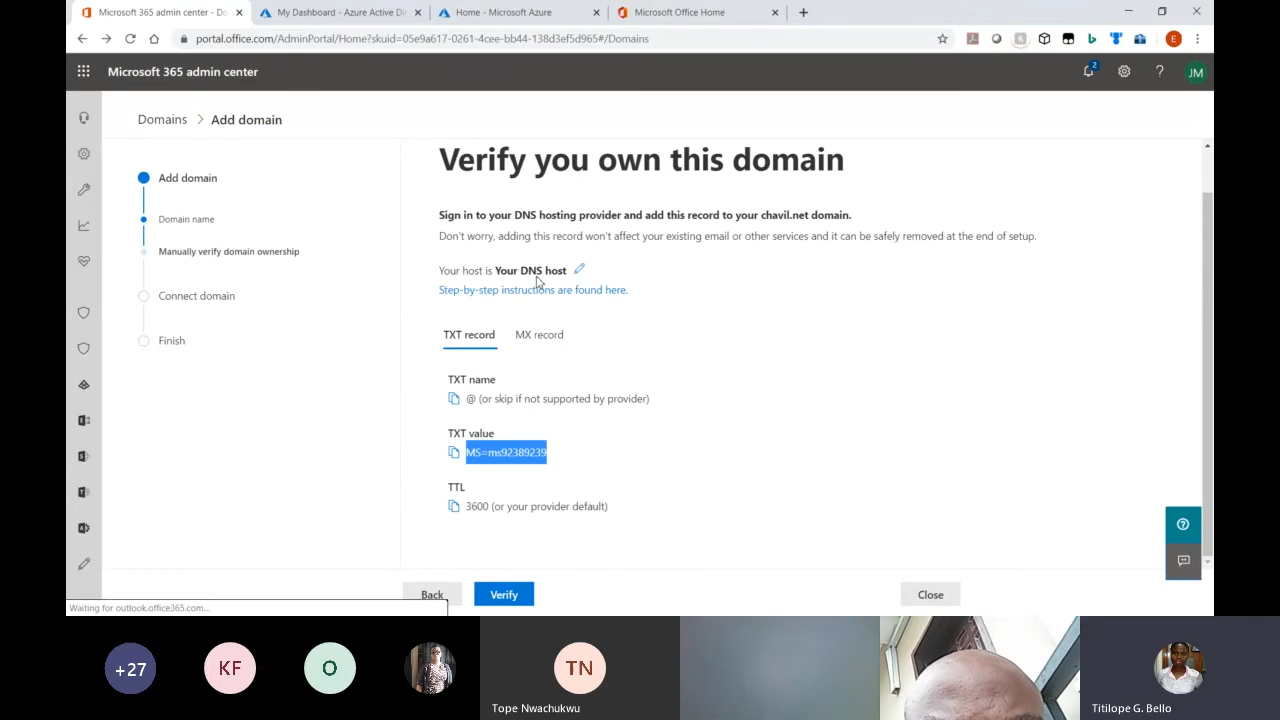 Microsoft 365 admin center - Do
My Dashboard - Azure Active Di
Home - Microsoft Azure
Microsoft Office Home
portal.office.com/AdminPortal/Home?skuid=05e9a617-0261-4cee-bb44-138d3ef5d965#/Domains
E
Microsoft 365 admin center
2
?
JM
Domains > Add domain
Add domain
Domain name
Manually verify domain ownership
Connect domain
Finish
Verify you own this domain
Sign in to your DNS hosting provider and add this record to your chavil.net domain.
Don't worry, adding this record won't affect your existing email or other services and it can be safely removed at the end of setup.
Your host is Your DNS host
Step-by-step instructions are found here.
TXT record MX record
TXT name
@ (or skip if not supported by provider)
TXT value
MS=ms92389239
TTL
3600 (or your provider default)
Back Verify Close
Waiting for outlook.office365.com...
+27
KF
O
TN
Tope Nwachukwu
Titilope G. Bello